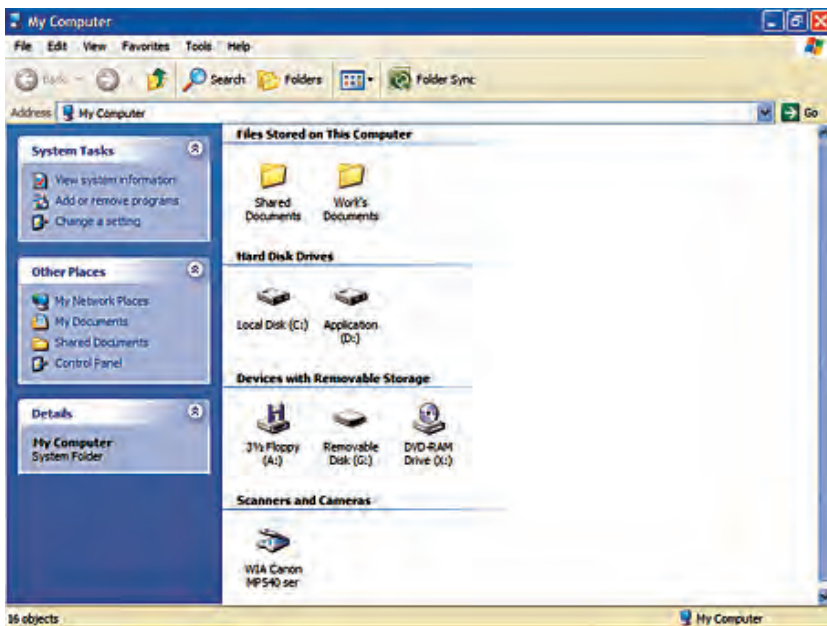 My Computer
File Edit View Favorites Tools Help
Back Search Folders Folder Sync
Address My Computer Go
System Tasks
View system information
Add or remove programs
Change a setting
Other Places
My Network Places
My Documents
Shared Documents
Control Panel
Details
My Computer
System Folder
Files Stored on This Computer
Shared Documents
Work's Documents
Hard Disk Drives
Local Disk (C:)
Application (D:)
Devices with Removable Storage
3½ Floppy (A:)
Removable Disk (G:)
DVD-RAM Drive (X:)
Scanners and Cameras
WIA Canon MP540 ser
16 objects
My Computer